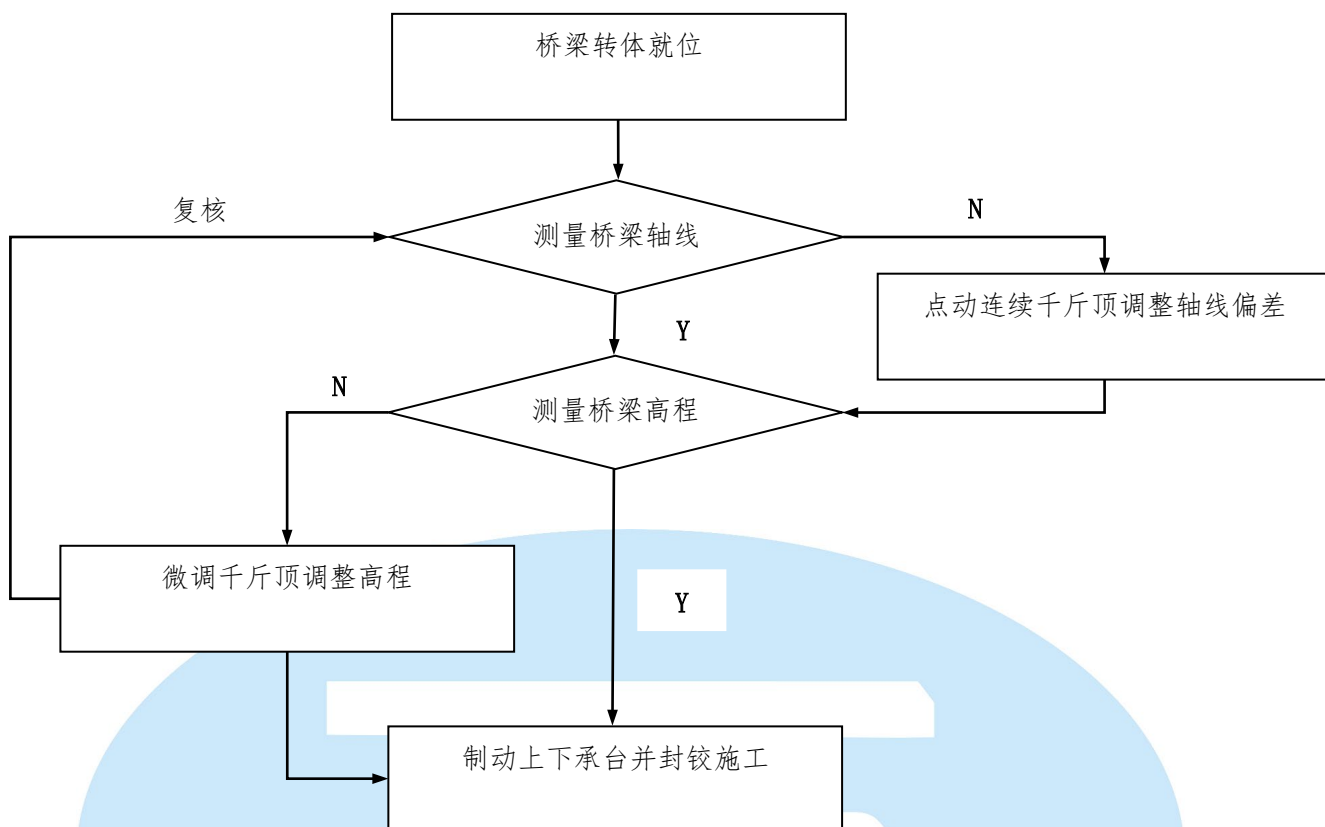 桥梁转体就位
复核
测量桥梁轴线
N
点动连续千斤顶调整轴线偏差
Y
N
测量桥梁高程
微调千斤顶调整高程
Y
制动上下承台并封铰施工